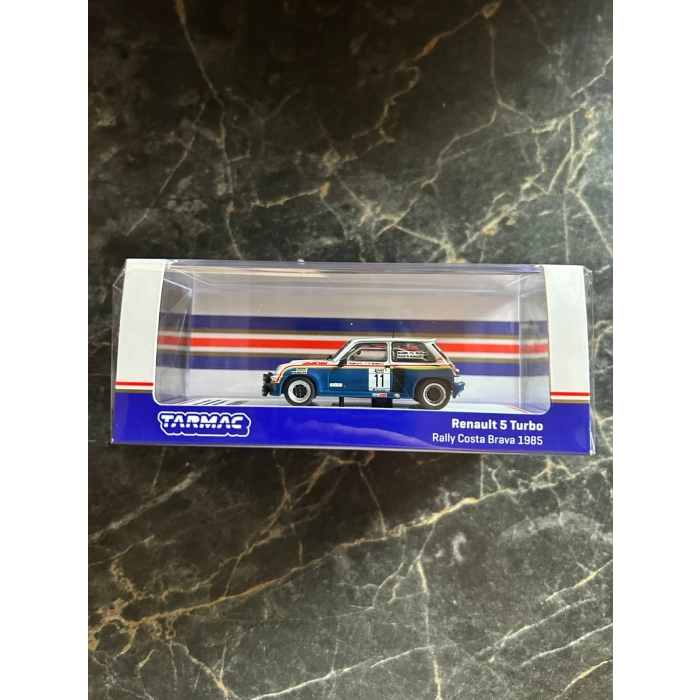 11
TARMAC
Renault 5 Turbo
Rally Costa Brava 1985